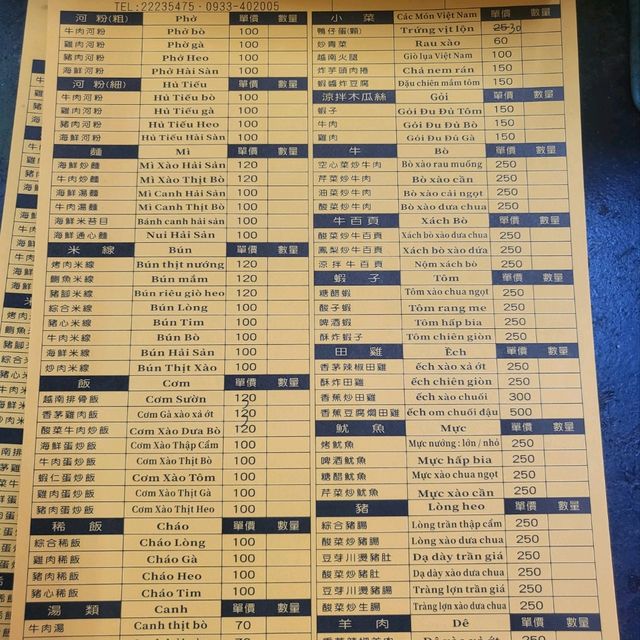 TEL:22235475·0933-402005
河粉(粗) Phở 單價 數量
牛肉河粉 Phở bò 100
雞肉河粉 Phở gà 100
豬肉河粉 Phở Heo 100
海鮮河粉 Phở Hài Sàn 100
河粉(細) Hủ Tiếu 單價 數量
牛肉河粉 Hủ Tiếu bò 100
雞肉河粉 Hủ Tiếu gà 100
豬肉河粉 Hủ Tiếu Heo 100
海鮮河粉 Hủ Tiếu Hài Sàn 100
麵 Mì 單價 數量
海鮮炒麵 Mì Xào Hải Sản 120
牛肉炒麵 Mì Xào Thịt Bò 120
海鮮湯麵 Mì Canh Hải Sản 100
牛肉湯麵 Mì Canh Thịt Bò 100
海鮮米苔目 Bánh canh hải sản 100
海鮮通心麵 Nui Hải Sản 100
米線 Bún 單價 數量
烤肉米線 Bún thịt nướng 120
鯛魚米線 Bún mắm 120
豬腳米線 Bún riêu giò heo 120
綜合米線 Bún Lòng 100
豬心米線 Bún Tim 100
牛肉米線 Bún Bò 100
海鮮米線 Bún Hải Sản 100
炒肉米線 Bún Thịt Xào 100
飯 Cơm 單價 數量
越南排骨飯 Cơm Sườn 120
香茅雞肉飯 Cơm Gà xào xả ớt 120
酸菜牛肉炒飯 Cơm Xào Dưa Bò 120
海鮮蛋炒飯 Cơm Xào Thập Cẩm 100
牛肉蛋炒飯 Cơm Xào Thịt Bò 100
蝦仁蛋炒飯 Cơm Xào Tôm 100
雞肉蛋炒飯 Cơm Xào Thịt Gà 100
豬肉蛋炒飯 Cơm Xào Thịt Heo 100
稀飯 Cháo 單價 數量
綜合稀飯 Cháo Lòng 100
雞肉稀飯 Cháo Gà 100
豬肉稀飯 Cháo Heo 100
豬心稀飯 Cháo Tim 100
湯類 Canh 單價 數量
牛肉湯 Canh thịt bò 70
小菜 Các Món Việt Nam 單價 數量
鴨仔蛋(顆) Trứng vịt lộn 25 30
炒青菜 Rau xào 60
越南火腿 Giò lụa Việt Nam 100
炸芋頭肉捲 Chả nem rán 150
蝦醬炸豆腐 Đậu chiên mắm tôm 150
涼拌木瓜絲 Gỏi 單價 數量
蝦子 Gỏi Đu Đủ Tôm 150
牛肉 Gỏi Đu Đủ Bò 150
雞肉 Gỏi Đu Đủ Gà 150
牛 Bò 單價 數量
空心菜炒牛肉 Bò xào rau muống 250
芹菜炒牛肉 Bò xào cần 250
油菜炒牛肉 Bò xào cải ngọt 250
酸菜炒牛肉 Bò xào dưa chua 250
牛百頁 Xách Bò 單價 數量
酸菜炒牛百頁 Xách bò xào dưa chua 250
鳳梨炒牛百頁 Xách bò xào dứa 250
涼拌牛百頁 Nộm xách bò 250
蝦子 Tôm 單價 數量
糖醋蝦 Tôm xào chua ngọt 250
酸子蝦 Tôm rang me 250
啤酒蝦 Tôm hấp bia 250
酥炸蝦子 Tôm chiên giòn 250
田雞 Ếch 單價 數量
香茅辣椒田雞 ếch xào xả ớt 250
酥炸田雞 ếch chiên giòn 250
香蕉炒田雞 ếch xào chuối 300
香蕉豆腐燜田雞 ếch om chuối đậu 500
魷魚 Mực 單價 數量
烤魷魚 Mực nướng : lớn / nhỏ 250
啤酒魷魚 Mực hấp bia 250
糖醋魷魚 Mực xào chua ngọt 250
芹菜炒魷魚 Mực xào cần 250
豬 Lòng heo 單價 數量
綜合豬腸 Lòng trần thập cẩm 250
酸菜炒豬腸 Lòng xào dưa chua 250
豆芽川燙豬肚 Dạ dày trần giá 250
酸菜炒豬肚 Dạ dày xào dưa chua 250
豆芽川燙豬腸 Tràng lợn trần giá 250
酸菜炒生腸 Tràng lợn xào dưa chua 250
羊肉 Dê 單價 數量